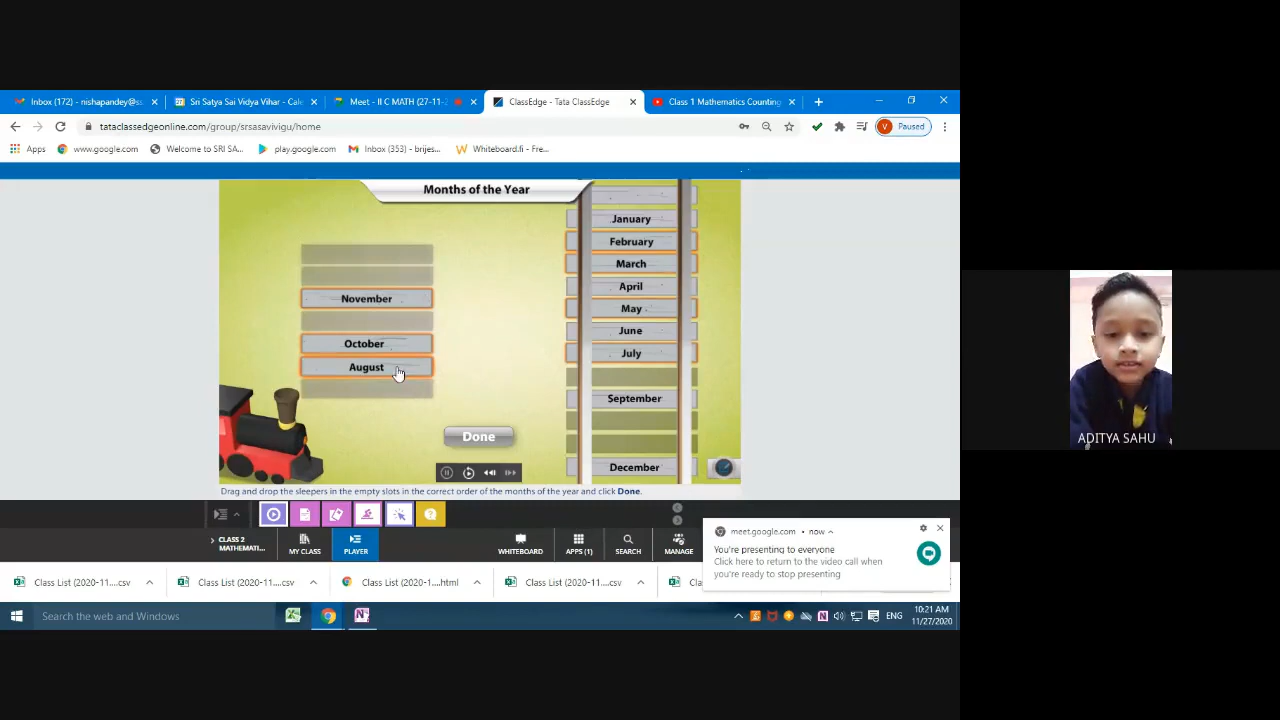 Inbox (172) - nishapandey@s
Sri Satya Sai Vidya Vihar - Cale
Meet - II C MATH (27-11-2
ClassEdge - Tata ClassEdge
Class 1 Mathematics Counting
tataclassedgeonline.com/group/srsasavivigu/home
V Paused
Apps
www.google.com
Welcome to SRI SA...
play.google.com
Inbox (353) - brijes...
Whiteboard.fi - Fre...
Months of the Year
January
February
March
April
May
June
July
September
December
November
October
August
Done
Drag and drop the sleepers in the empty slots in the correct order of the months of the year and click Done.
ADITYA SAHU
CLASS 2
MATHEMATI...
MY CLASS
PLAYER
WHITEBOARD
APPS (1)
SEARCH
MANAGE
meet.google.com • now
You're presenting to everyone
Click here to return to the video call when
you're ready to stop presenting
Class List (2020-11....csv
Class List (2020-11....csv
Class List (2020-1....html
Class List (2020-11....csv
Search the web and Windows
ENG
10:21 AM
11/27/2020